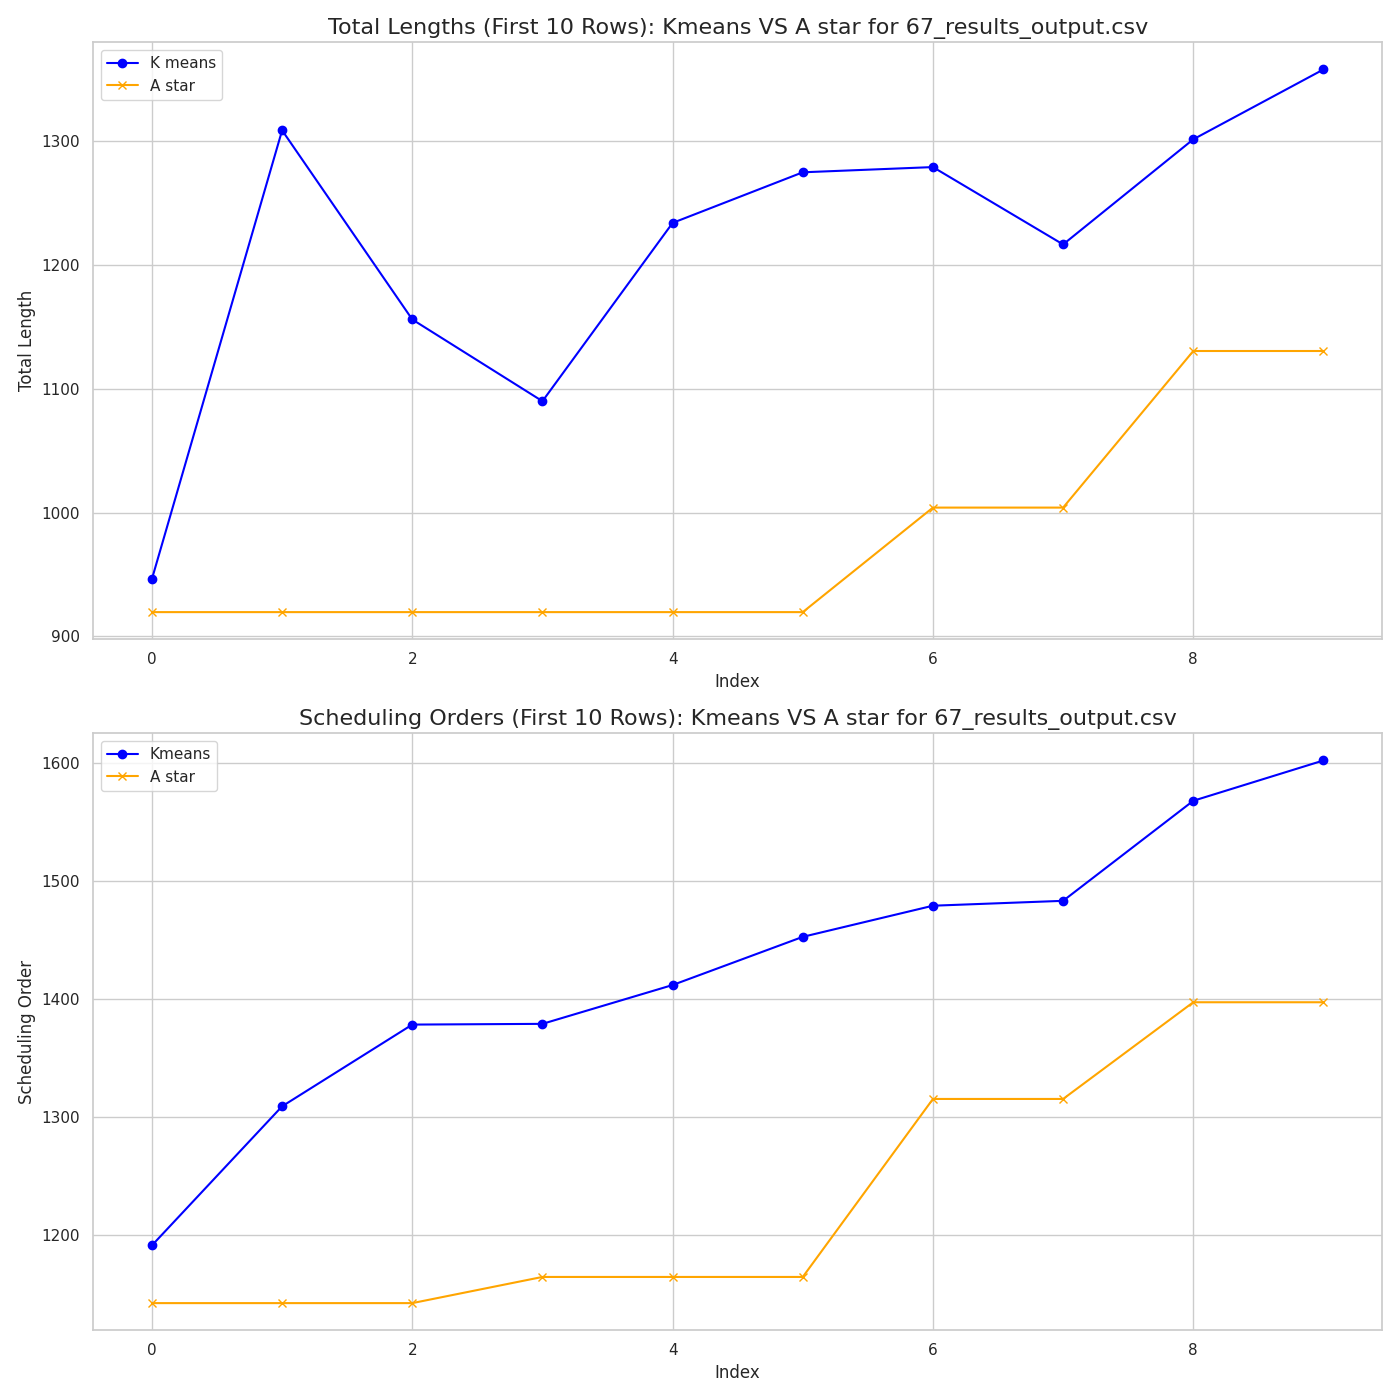 Total Lengths (First 10 Rows): Kmeans VS A star for 67_results_output.csv
K means
A star
1300
1200
1100
1000
900
Total Length
0 2 4 6 8
Index
Scheduling Orders (First 10 Rows): Kmeans VS A star for 67_results_output.csv
Kmeans
A star
1600
1500
1400
1300
1200
Scheduling Order
0 2 4 6 8
Index